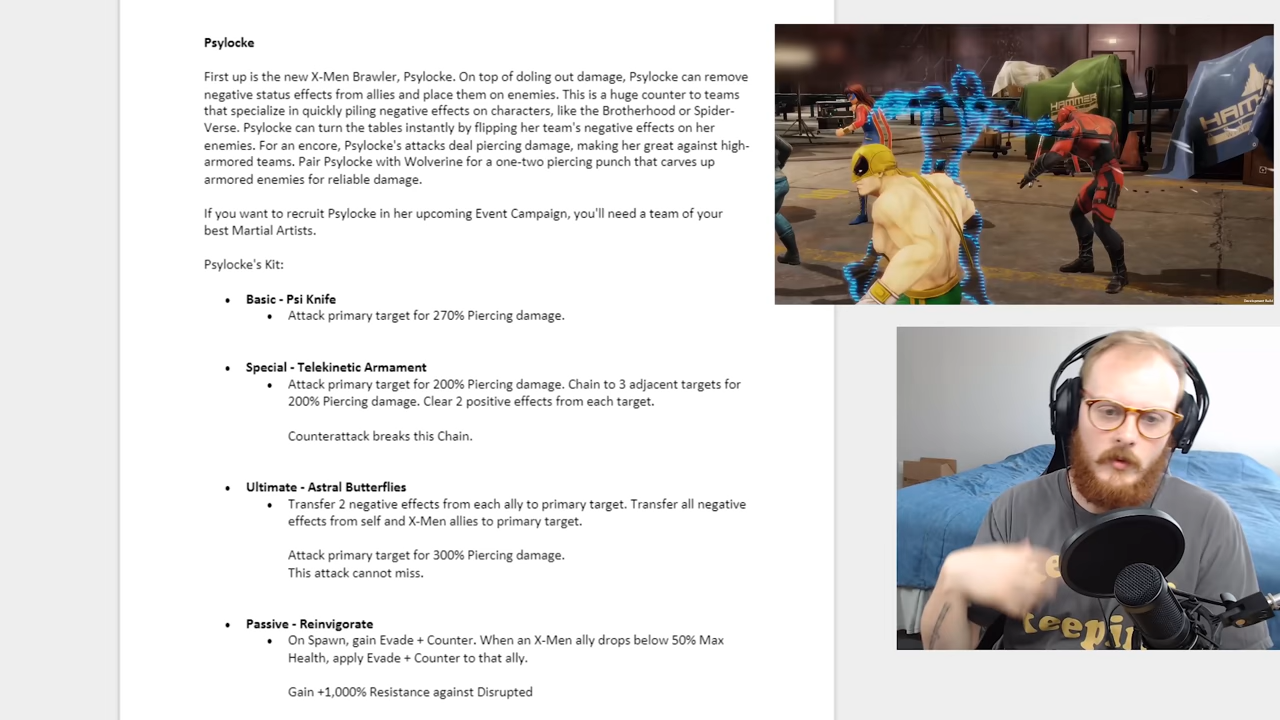 Psylocke
First up is the new X-Men Brawler, Psylocke. On top of doling out damage, Psylocke can remove
negative status effects from allies and place them on enemies. This is a huge counter to teams
that specialize in quickly piling negative effects on characters, like the Brotherhood or Spider-
Verse. Psylocke can turn the tables instantly by flipping her team's negative effects on her
enemies. For an encore, Psylocke's attacks deal piercing damage, making her great against high-
armored teams. Pair Psylocke with Wolverine for a one-two piercing punch that carves up
armored enemies for reliable damage.
If you want to recruit Psylocke in her upcoming Event Campaign, you'll need a team of your
best Martial Artists.
Psylocke's Kit:
• Basic - Psi Knife
• Attack primary target for 270% Piercing damage.
• Special - Telekinetic Armament
• Attack primary target for 200% Piercing damage. Chain to 3 adjacent targets for
200% Piercing damage. Clear 2 positive effects from each target.
Counterattack breaks this Chain.
• Ultimate - Astral Butterflies
• Transfer 2 negative effects from each ally to primary target. Transfer all negative
effects from self and X-Men allies to primary target.
Attack primary target for 300% Piercing damage.
This attack cannot miss.
• Passive - Reinvigorate
• On Spawn, gain Evade + Counter. When an X-Men ally drops below 50% Max
Health, apply Evade + Counter to that ally.
Gain +1,000% Resistance against Disrupted
HAMMER
HAMM
Development Build
keepin